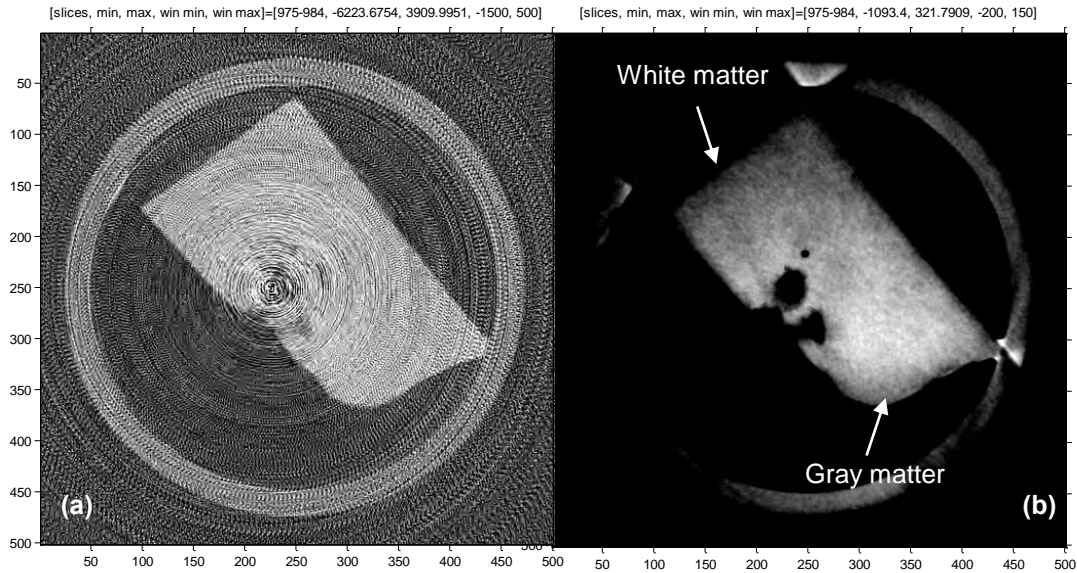 [slices, min, max, win min, win max]=[975-984, -6223.6754, 3909.9951, -1500, 500]
[slices, min, max, win min, win max]=[975-984, -1093.4, 321.7909, -200, 150]
50
100
150
200
250
300
350
400
450
500
White matter
Gray matter
(a)
(b)
50 100 150 200 250 300 350 400 450 500
50 100 150 200 250 300 350 400 450 500